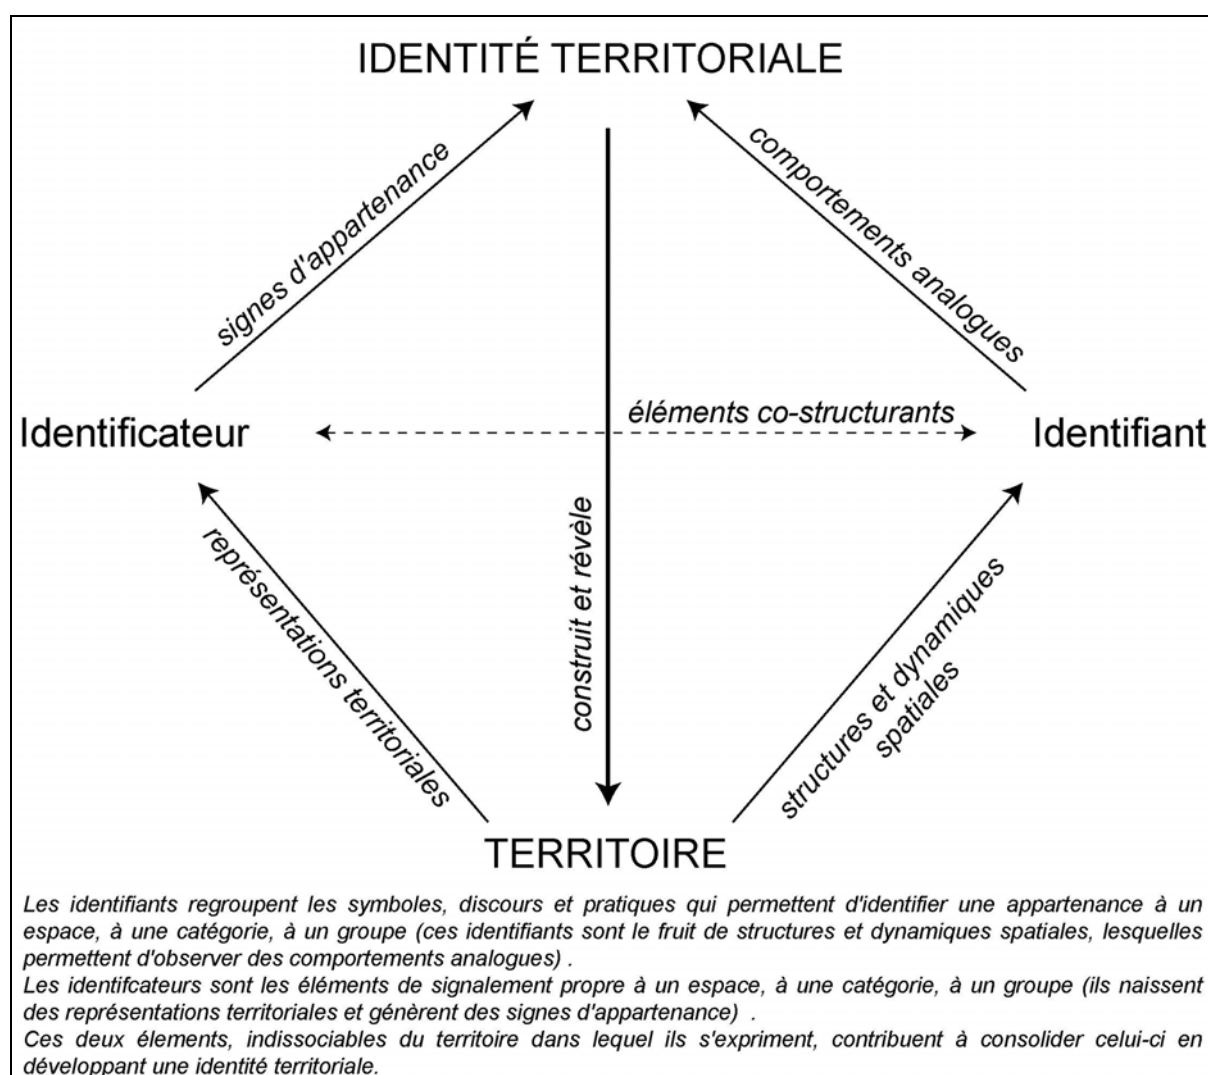 IDENTITÉ TERRITORIALE
signes d'appartenance
comportements analogues
Identificateur
éléments co-structurants
Identifiant
construit et révèle
représentations territoriales
structures et dynamiques
spatiales
TERRITOIRE
Les identifiants regroupent les symboles, discours et pratiques qui permettent d'identifier une appartenance à un
espace, à une catégorie, à un groupe (ces identifiants sont le fruit de structures et dynamiques spatiales, lesquelles
permettent d'observer des comportements analogues) .
Les identifcateurs sont les éléments de signalement propre à un espace, à une catégorie, à un groupe (ils naissent
des représentations territoriales et génèrent des signes d'appartenance) .
Ces deux élements, indissociables du territoire dans lequel ils s'expriment, contribuent à consolider celui-ci en
développant une identité territoriale.